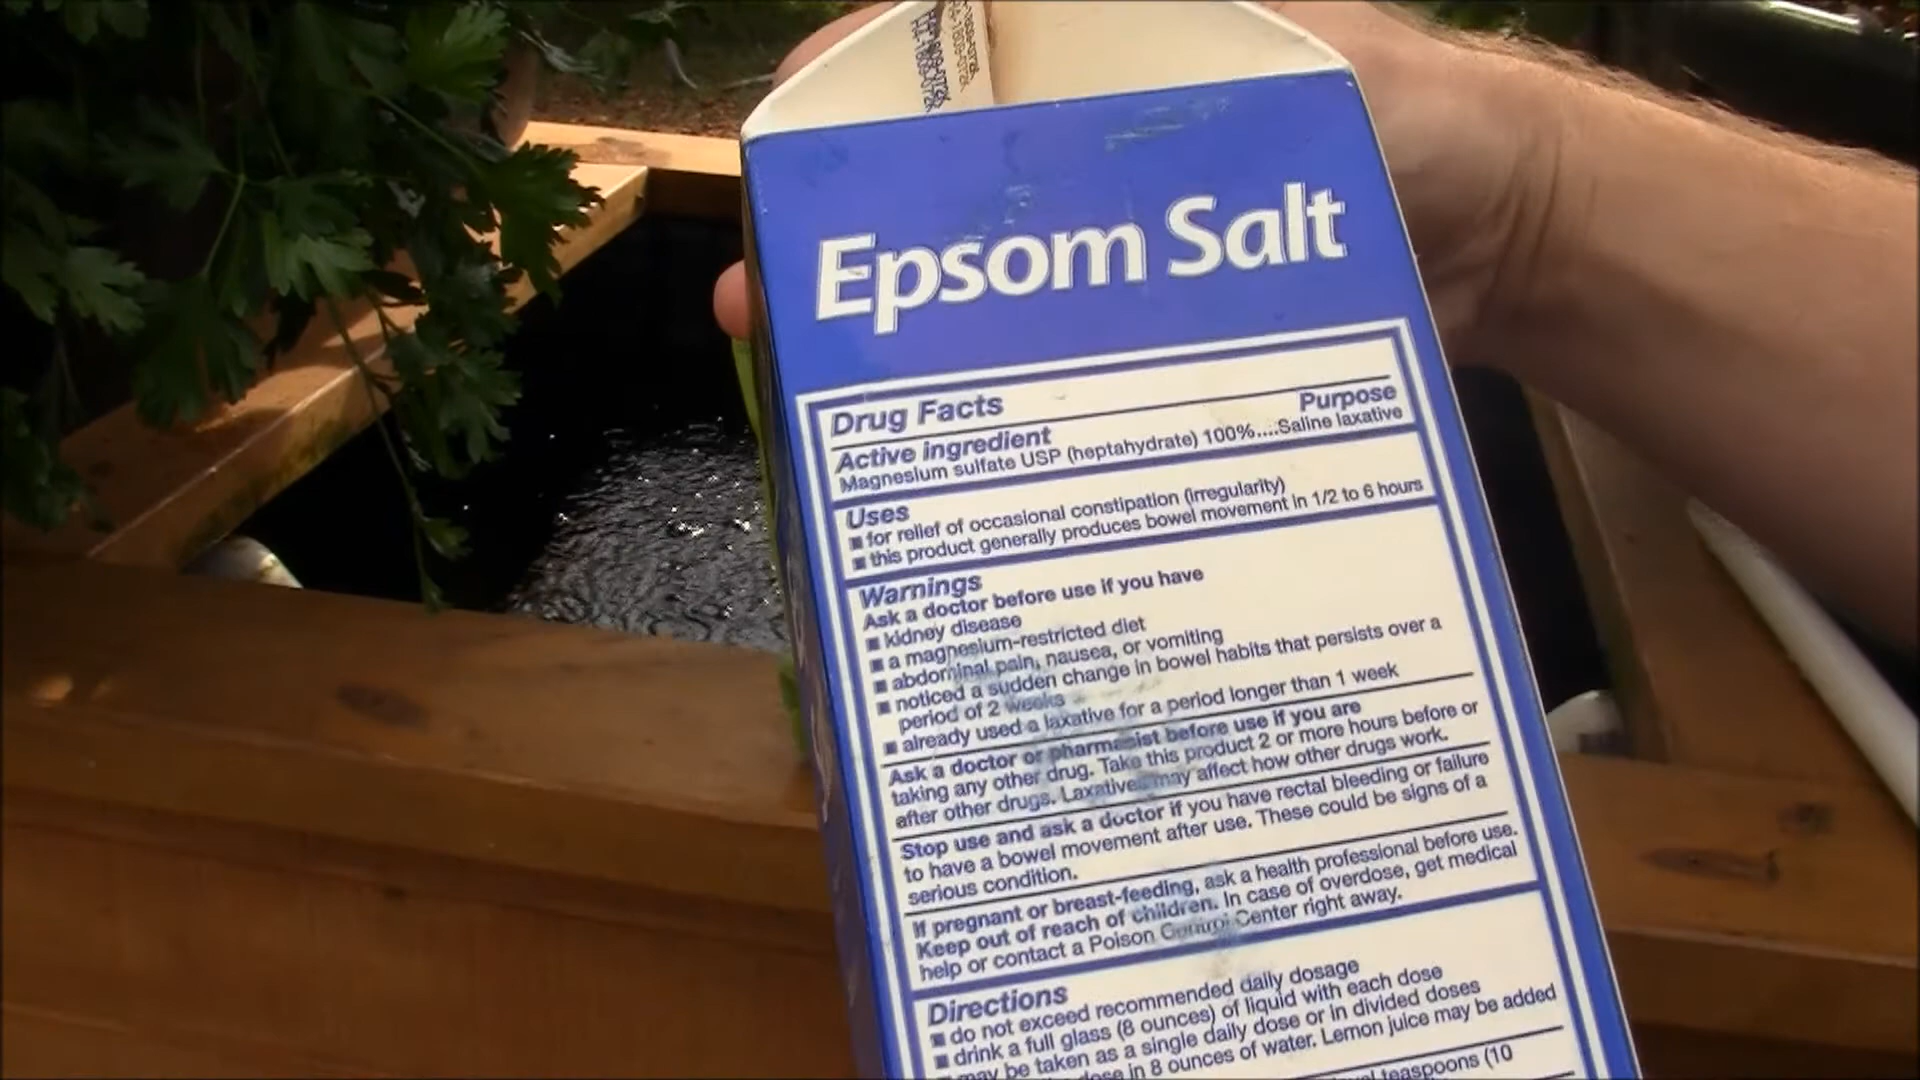 Epsom Salt
Drug Facts
Active ingredient Purpose
Magnesium sulfate USP (heptahydrate) 100%....Saline laxative
Uses
■ for relief of occasional constipation (irregularity)
■ this product generally produces bowel movement in 1/2 to 6 hours
Warnings
Ask a doctor before use if you have
■ kidney disease
■ a magnesium-restricted diet
■ abdominal pain, nausea, or vomiting
■ noticed a sudden change in bowel habits that persists over a
period of 2 weeks
■ already used a laxative for a period longer than 1 week
Ask a doctor or pharmacist before use if you are
taking any other drug. Take this product 2 or more hours before or
after other drugs. Laxatives may affect how other drugs work.
Stop use and ask a doctor if you have rectal bleeding or failure
to have a bowel movement after use. These could be signs of a
serious condition.
If pregnant or breast-feeding, ask a health professional before use.
Keep out of reach of children. In case of overdose, get medical
help or contact a Poison Control Center right away.
Directions
■ do not exceed recommended daily dosage
■ drink a full glass (8 ounces) of liquid with each dose
■ may be taken as a single daily dose or in divided doses
dose in 8 ounces of water. Lemon juice may be added
teaspoons (10